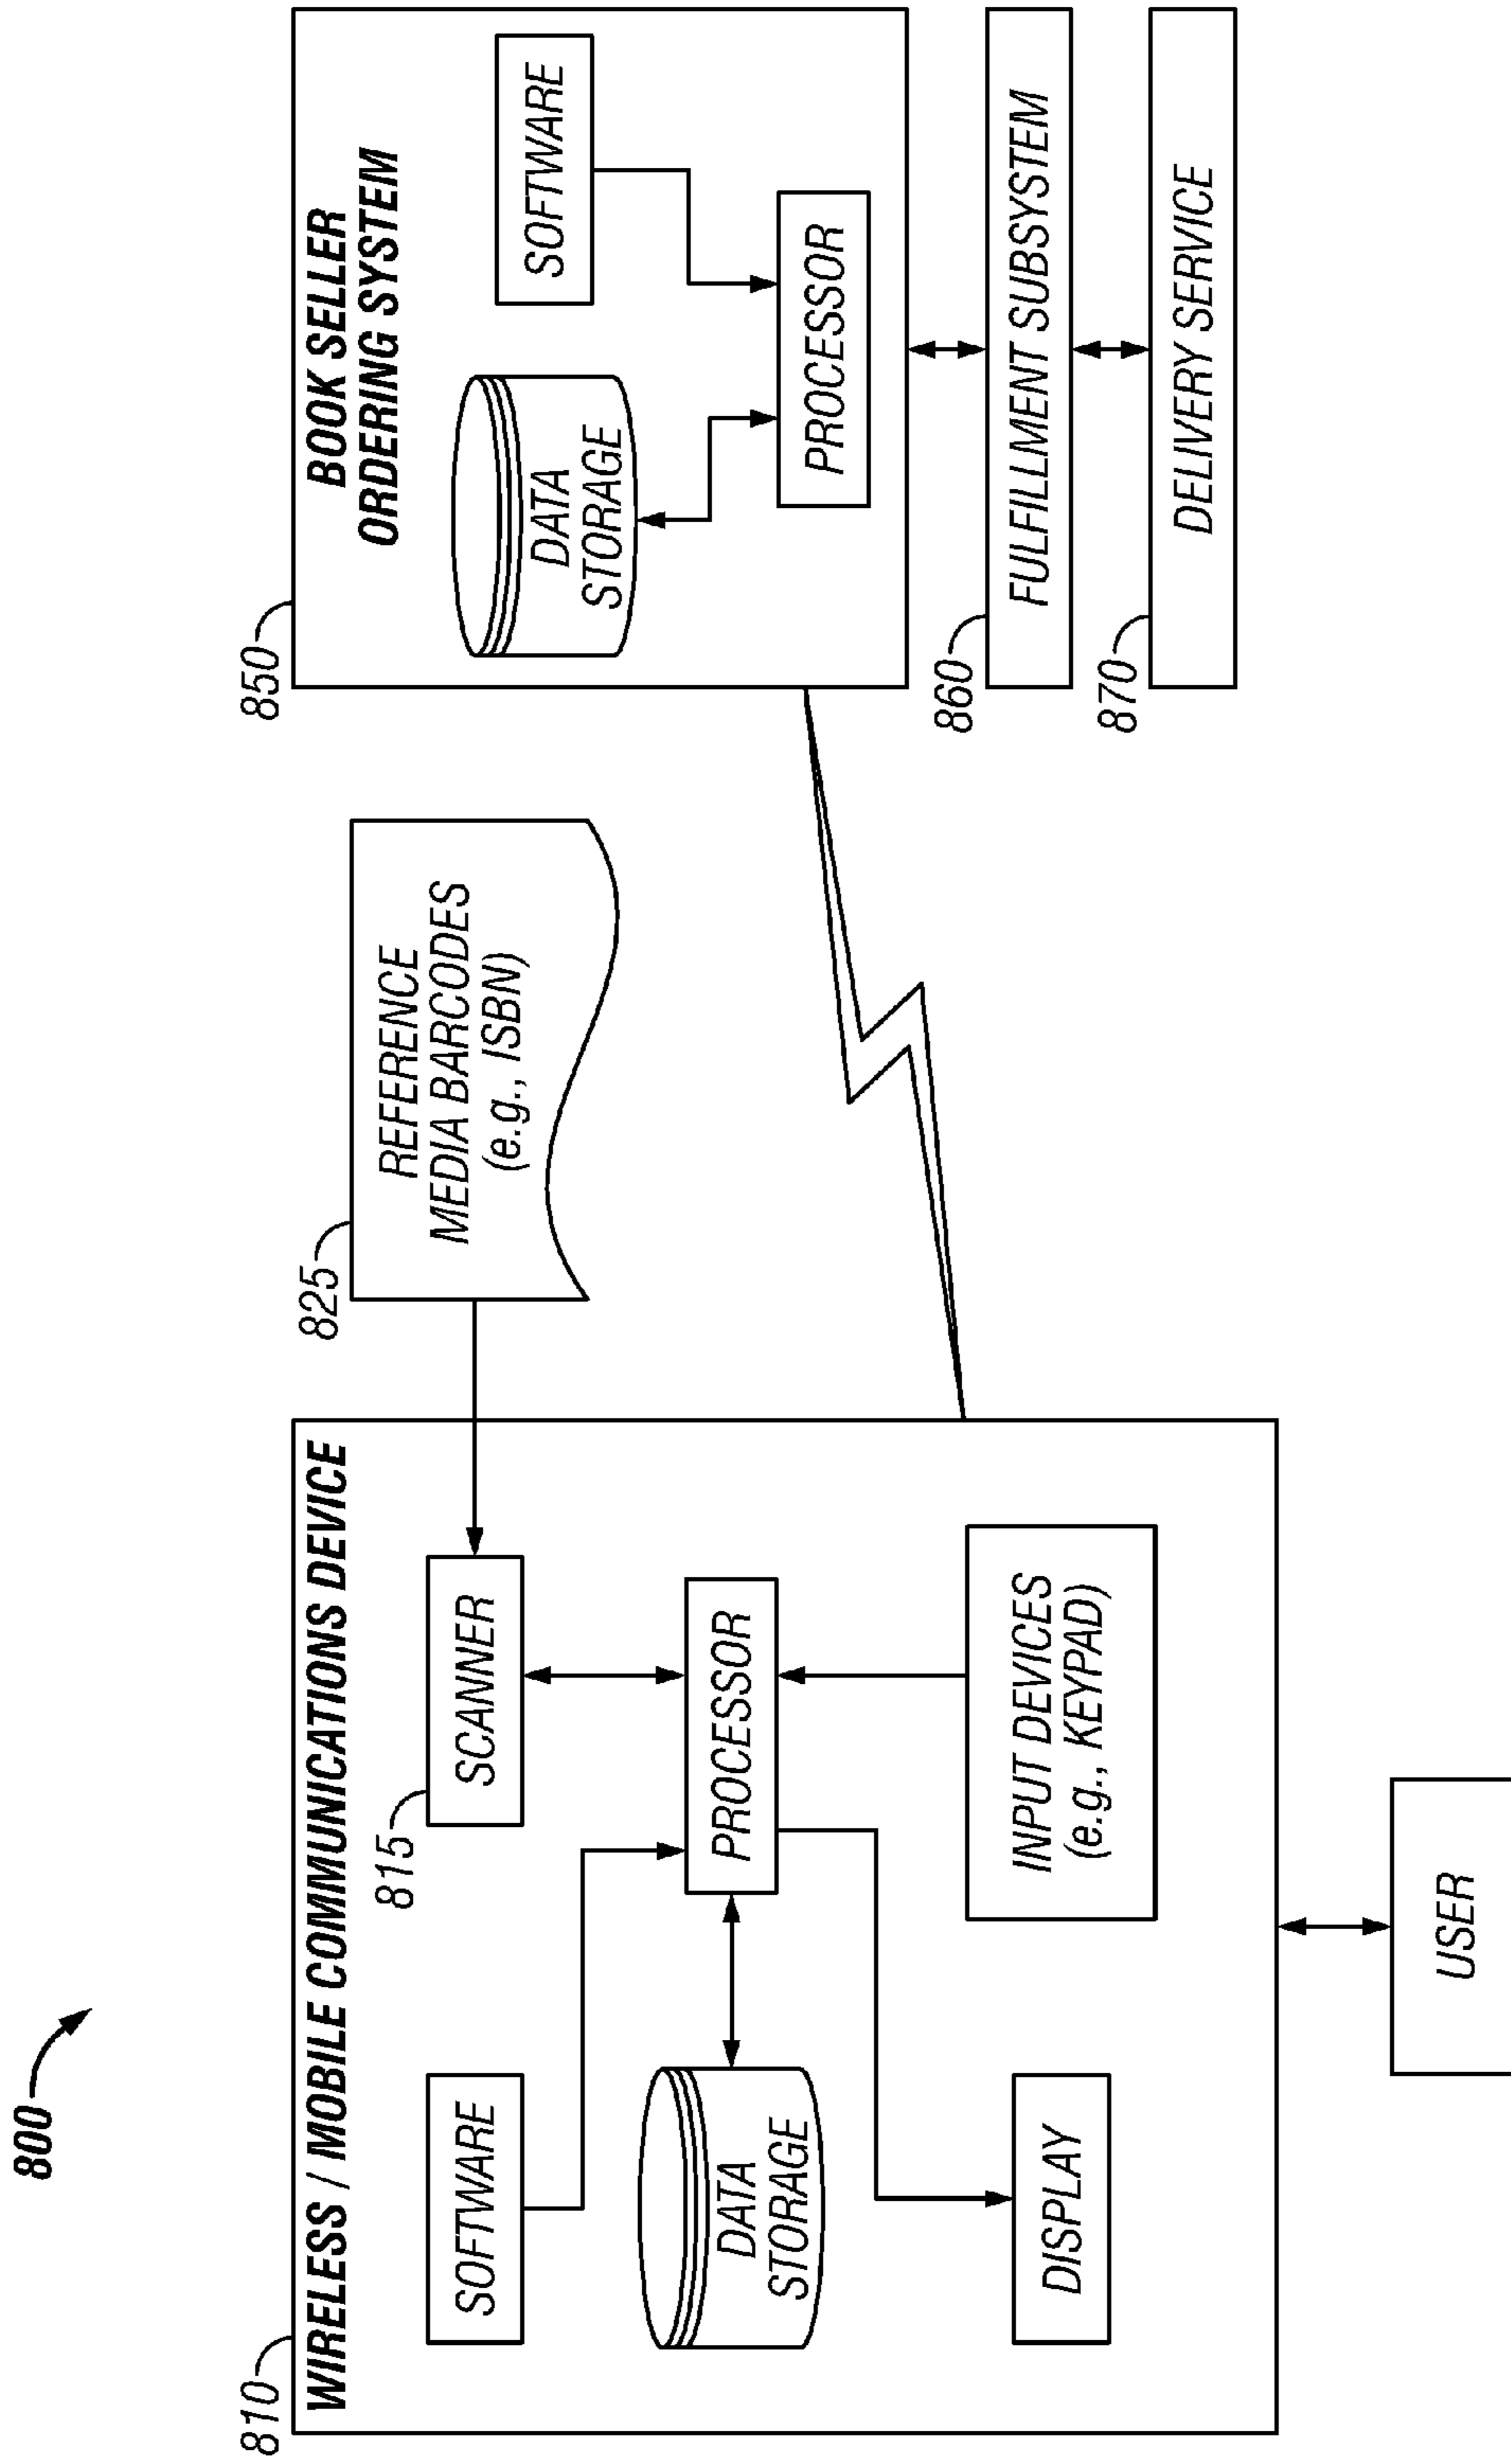 800
810
WIRELESS / MOBILE COMMUNICATIONS DEVICE
SOFTWARE
815
SCANNER
DATA
STORAGE
PROCESSOR
DISPLAY
INPUT DEVICES
(e.g., KEYPAD)
USER
825
REFERENCE
MEDIA BARCODES
(e.g., ISBN)
850
BOOK SELLER
ORDERING SYSTEM
DATA
STORAGE
SOFTWARE
PROCESSOR
860
FULFILLMENT SUBSYSTEM
870
DELIVERY SERVICE